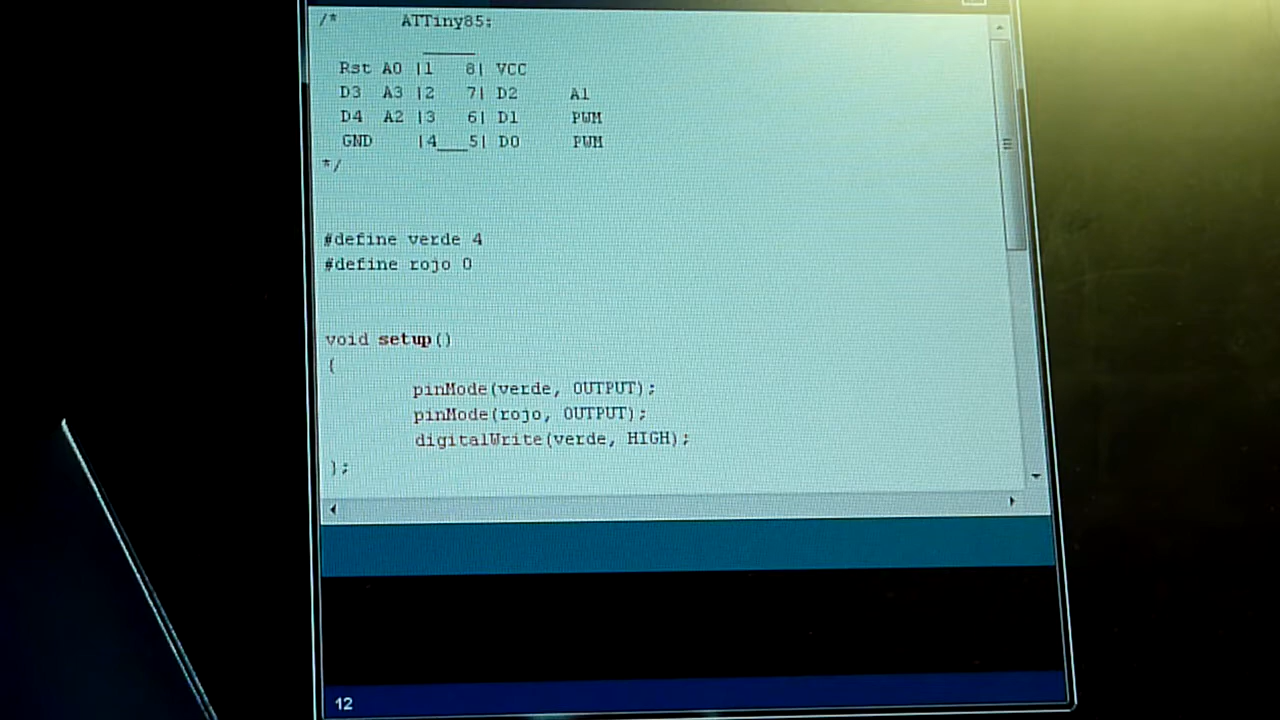 /*      ATTiny85:
        _____
  Rst A0 |1   8| VCC
  D3  A3 |2   7| D2     A1
  D4  A2 |3   6| D1     PWM
  GND    |4___5| D0     PWM
*/
#define verde 4
#define rojo 0
void setup()
{
        pinMode(verde, OUTPUT);
        pinMode(rojo, OUTPUT);
        digitalWrite(verde, HIGH);
};
12